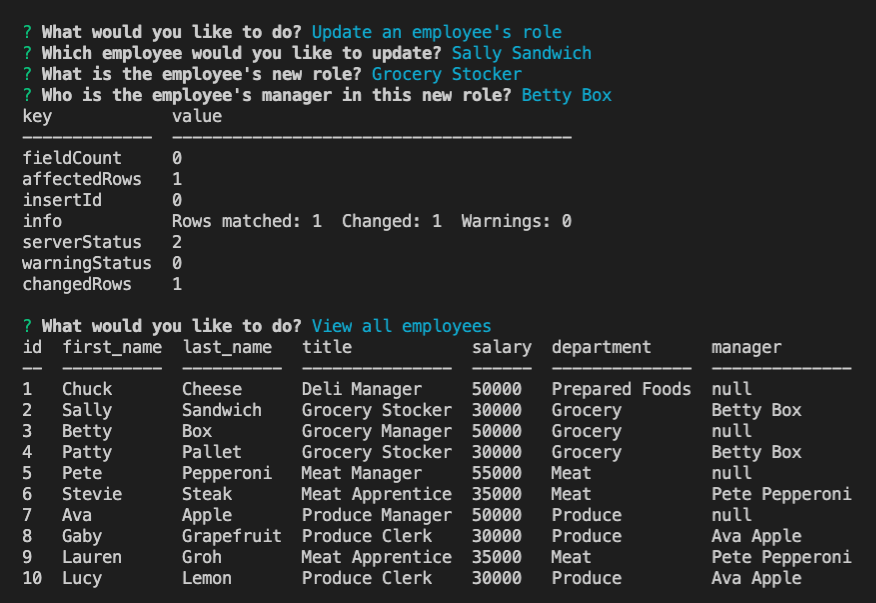 ? What would you like to do? Update an employee's role
? Which employee would you like to update? Sally Sandwich
? What is the employee's new role? Grocery Stocker
? Who is the employee's manager in this new role? Betty Box
key            value
-------------  ----------------------------------------
fieldCount     0
affectedRows   1
insertId       0
info           Rows matched: 1  Changed: 1  Warnings: 0
serverStatus   2
warningStatus  0
changedRows    1

? What would you like to do? View all employees
id  first_name  last_name   title            salary  department      manager
--  ----------  ----------  ---------------  ------  --------------  --------------
1   Chuck       Cheese      Deli Manager     50000   Prepared Foods  null
2   Sally       Sandwich    Grocery Stocker  30000   Grocery         Betty Box
3   Betty       Box         Grocery Manager  50000   Grocery         null
4   Patty       Pallet      Grocery Stocker  30000   Grocery         Betty Box
5   Pete        Pepperoni   Meat Manager     55000   Meat            null
6   Stevie      Steak       Meat Apprentice  35000   Meat            Pete Pepperoni
7   Ava         Apple       Produce Manager  50000   Produce         null
8   Gaby        Grapefruit  Produce Clerk    30000   Produce         Ava Apple
9   Lauren      Groh        Meat Apprentice  35000   Meat            Pete Pepperoni
10  Lucy        Lemon       Produce Clerk    30000   Produce         Ava Apple